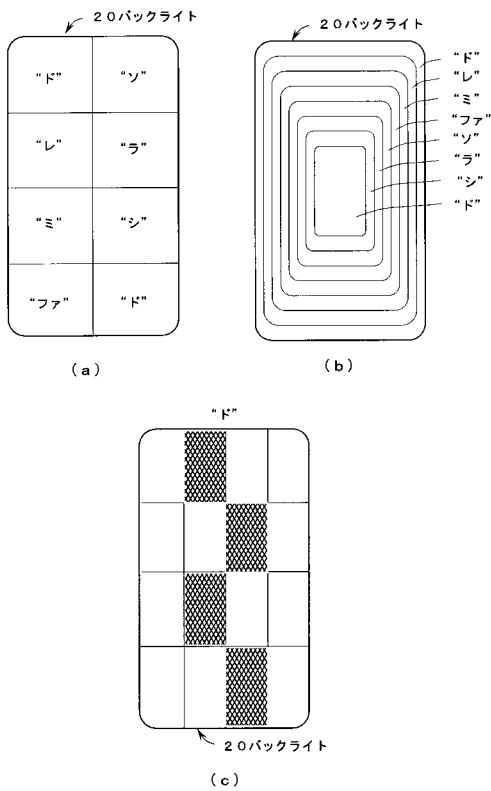 20バックライト
“ド” “ソ”
“レ” “ラ”
“ミ” “シ”
“ファ” “ド”
(a)
20バックライト
“ド”
“レ”
“ミ”
“ファ”
“ソ”
“ラ”
“シ”
“ド”
(b)
“ド”
20バックライト
(c)